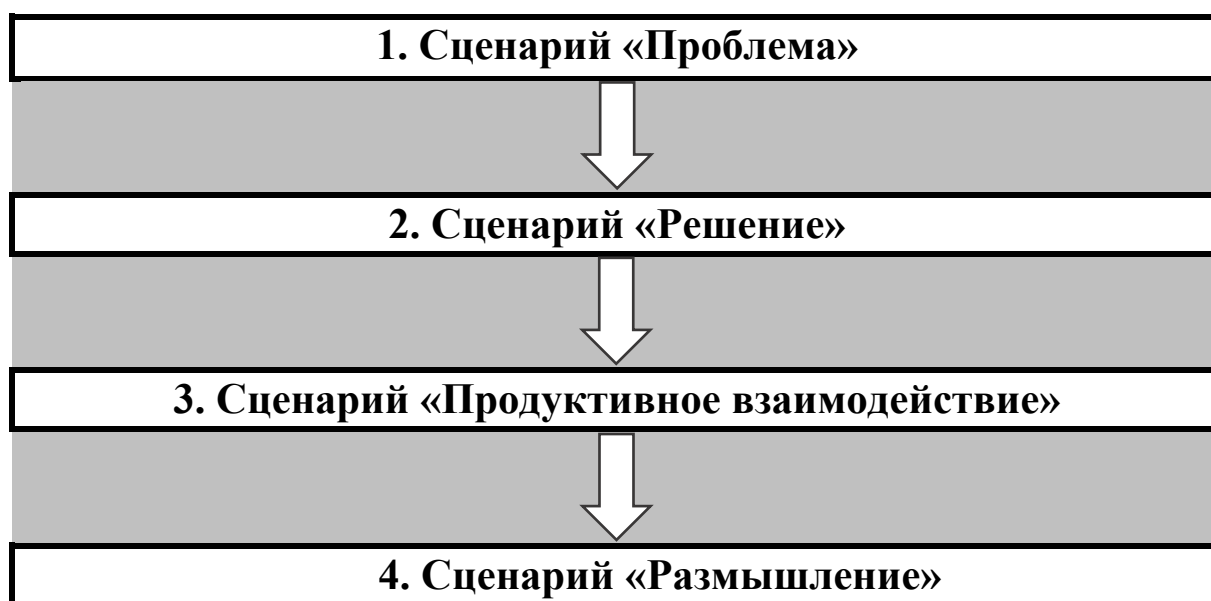 1. Сценарий «Проблема»
2. Сценарий «Решение»
3. Сценарий «Продуктивное взаимодействие»
4. Сценарий «Размышление»